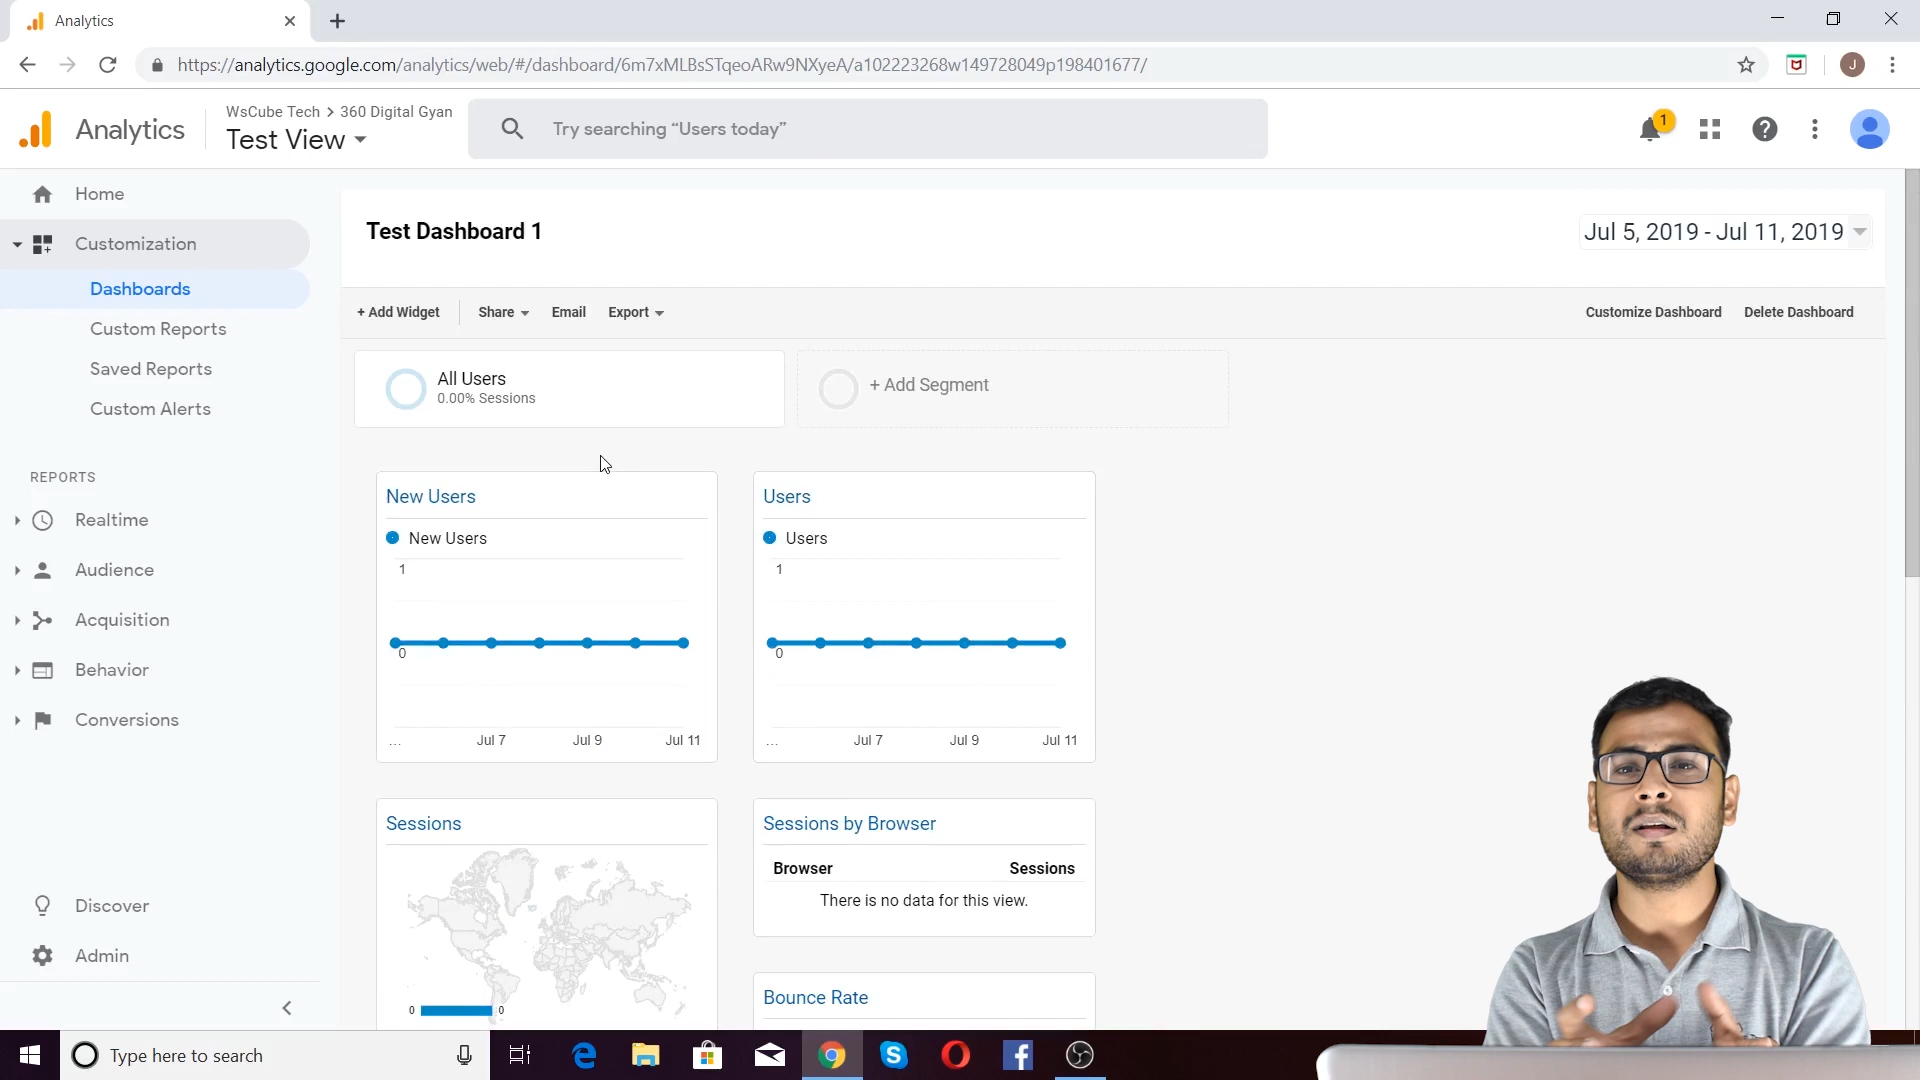 Analytics
https://analytics.google.com/analytics/web/#/dashboard/6m7xMLBsSTqeoARw9NXyeA/a102223268w149728049p198401677/
J
Analytics
WsCube Tech > 360 Digital Gyan
Test View
Try searching “Users today”
1
Home
Customization
Dashboards
Custom Reports
Saved Reports
Custom Alerts
REPORTS
Realtime
Audience
Acquisition
Behavior
Conversions
Discover
Admin
Test Dashboard 1
Jul 5, 2019 - Jul 11, 2019
+ Add Widget
Share
Email
Export
Customize Dashboard
Delete Dashboard
All Users
0.00% Sessions
+ Add Segment
New Users
New Users
1
0
...
Jul 7
Jul 9
Jul 11
Users
Users
1
0
...
Jul 7
Jul 9
Jul 11
Sessions
0
0
Sessions by Browser
Browser Sessions
There is no data for this view.
Bounce Rate
Type here to search